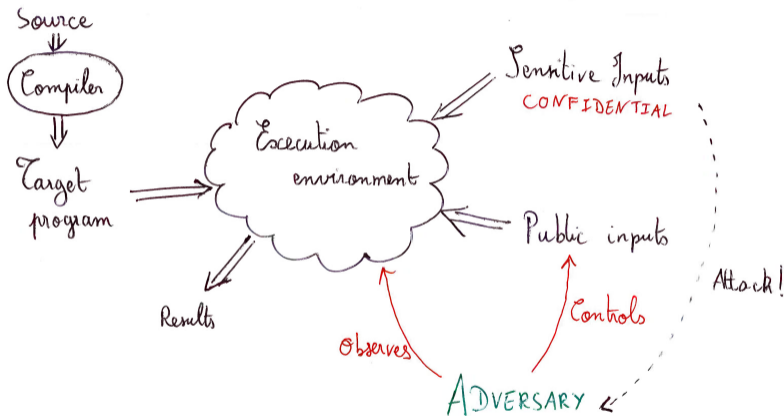 Source
Compiler
Target
program
Execution
environment
Results
Sensitive Inputs
CONFIDENTIAL
Public inputs
Attack!
Observes
Controls
ADVERSARY